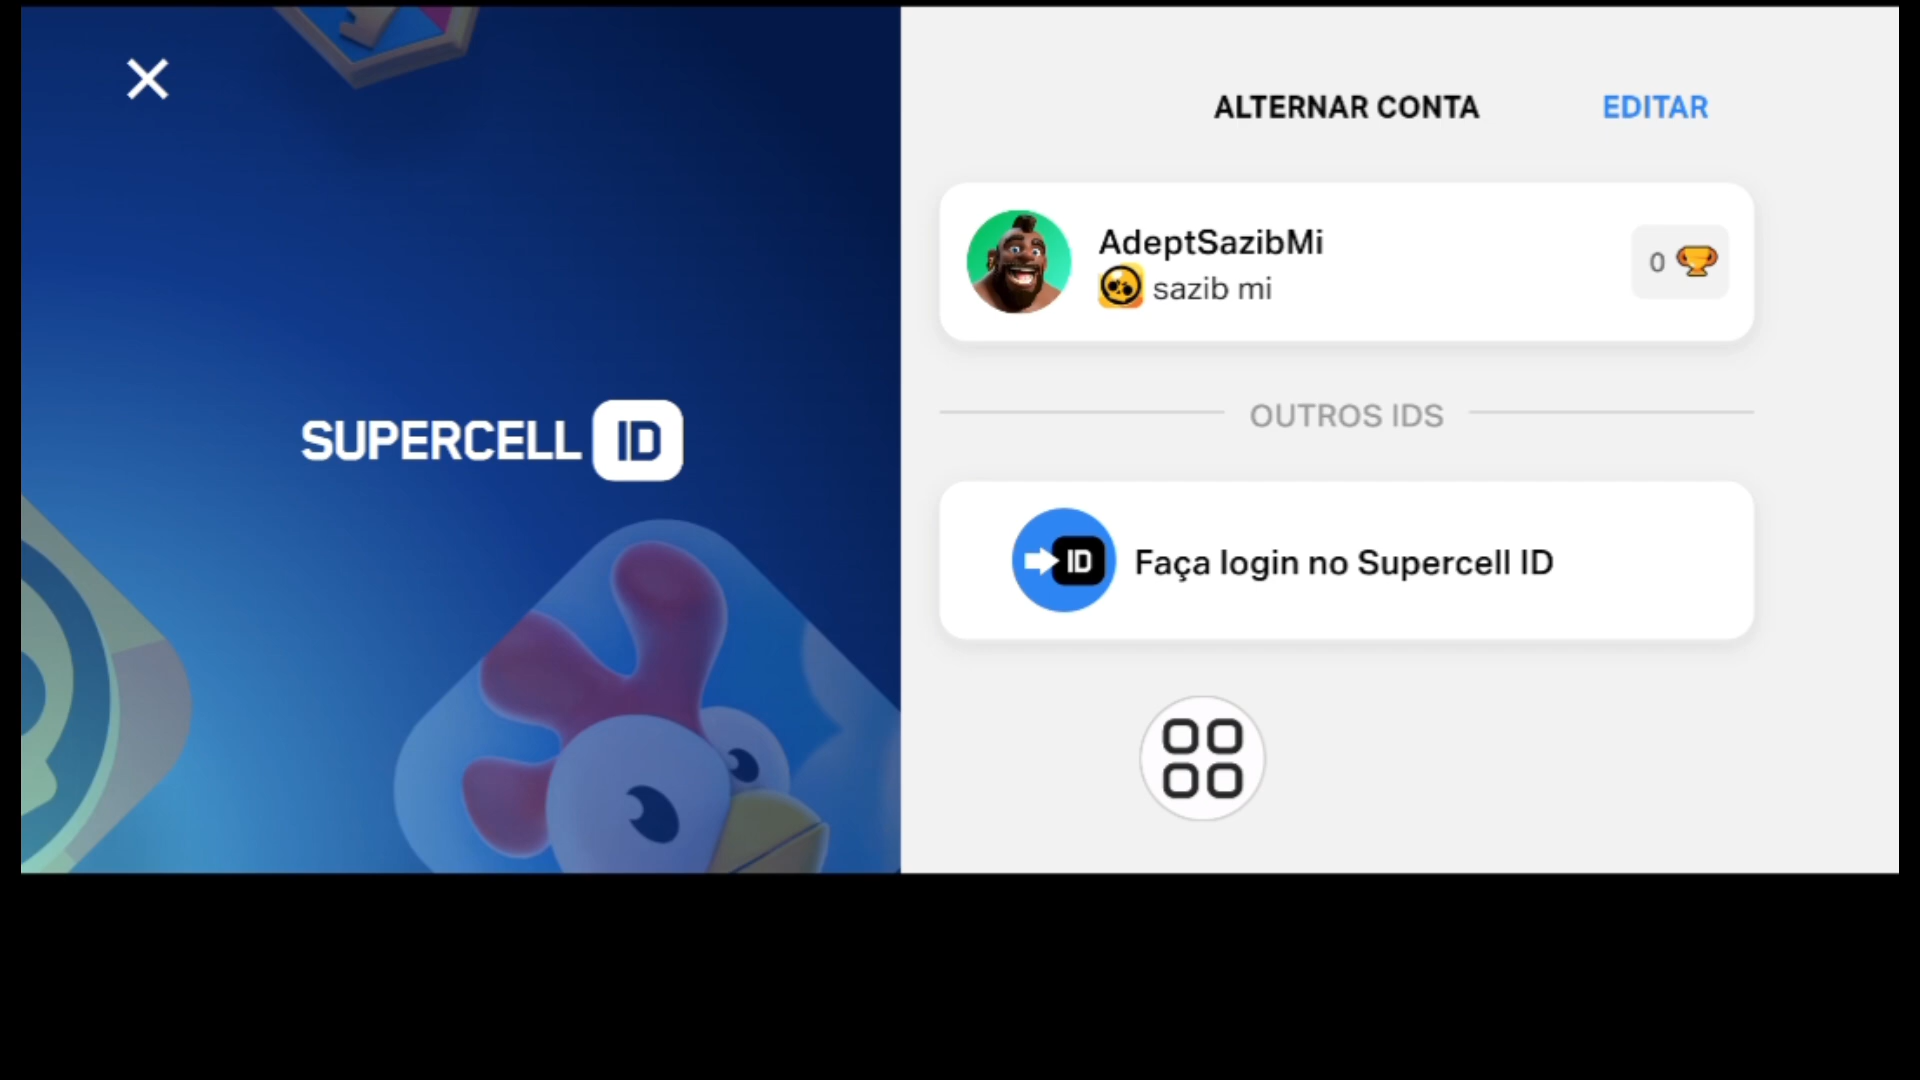 SUPERCELL ID
ALTERNAR CONTA
EDITAR
AdeptSazibMi
sazib mi
0
OUTROS IDS
ID
Faça login no Supercell ID